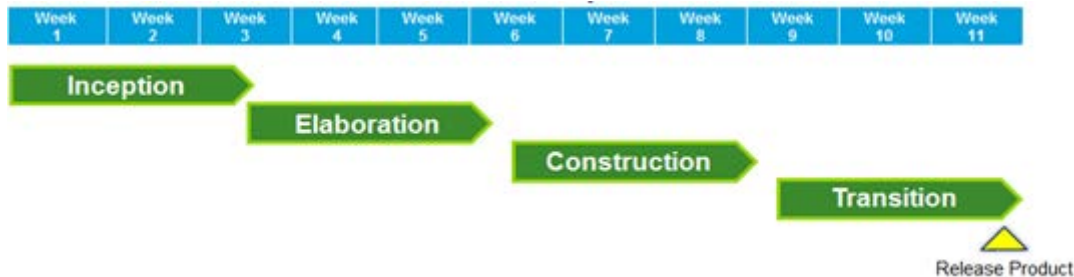 Week Week Week Week Week Week Week Week Week Week Week
1 2 3 4 5 6 7 8 9 10 11
Inception
Elaboration
Construction
Transition
Release Product